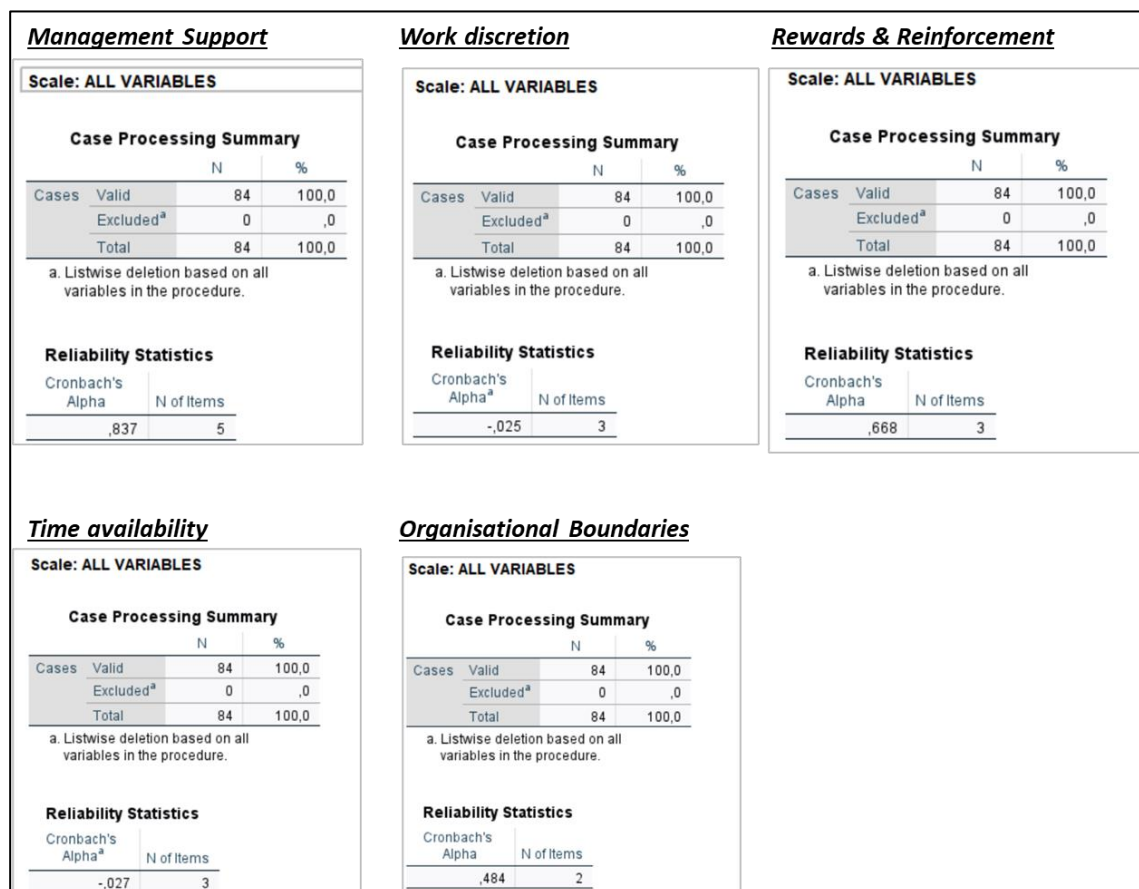 Management Support
Scale: ALL VARIABLES
Case Processing Summary
N %
Cases Valid 84 100,0
Excludedª 0 ,0
Total 84 100,0
a. Listwise deletion based on all
variables in the procedure.
Reliability Statistics
Cronbach's
Alpha N of Items
,837 5
Work discretion
Scale: ALL VARIABLES
Case Processing Summary
N %
Cases Valid 84 100,0
Excludedª 0 ,0
Total 84 100,0
a. Listwise deletion based on all
variables in the procedure.
Reliability Statistics
Cronbach's
Alphaª N of Items
-,025 3
Rewards & Reinforcement
Scale: ALL VARIABLES
Case Processing Summary
N %
Cases Valid 84 100,0
Excludedª 0 ,0
Total 84 100,0
a. Listwise deletion based on all
variables in the procedure.
Reliability Statistics
Cronbach's
Alpha N of Items
,668 3
Time availability
Scale: ALL VARIABLES
Case Processing Summary
N %
Cases Valid 84 100,0
Excludedª 0 ,0
Total 84 100,0
a. Listwise deletion based on all
variables in the procedure.
Reliability Statistics
Cronbach's
Alphaª N of Items
-,027 3
Organisational Boundaries
Scale: ALL VARIABLES
Case Processing Summary
N %
Cases Valid 84 100,0
Excludedª 0 ,0
Total 84 100,0
a. Listwise deletion based on all
variables in the procedure.
Reliability Statistics
Cronbach's
Alpha N of Items
,484 2